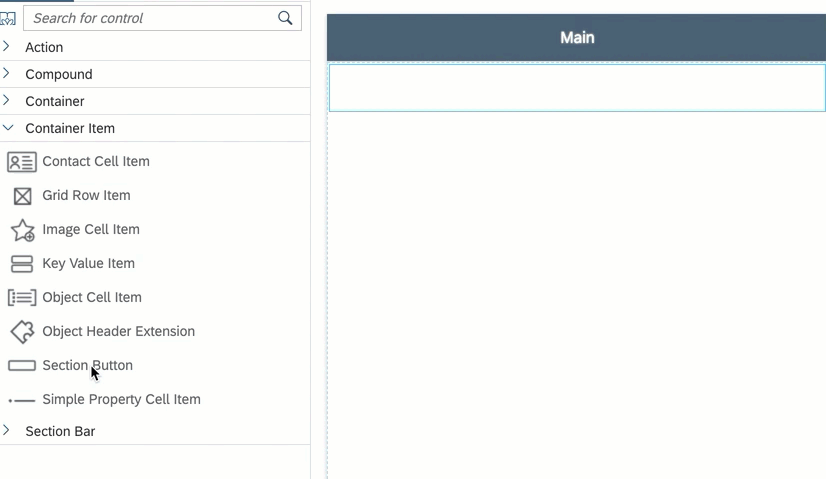 Search for control
Main
Action
Compound
Container
Container Item
Contact Cell Item
Grid Row Item
Image Cell Item
Key Value Item
Object Cell Item
Object Header Extension
Section Button
Simple Property Cell Item
Section Bar